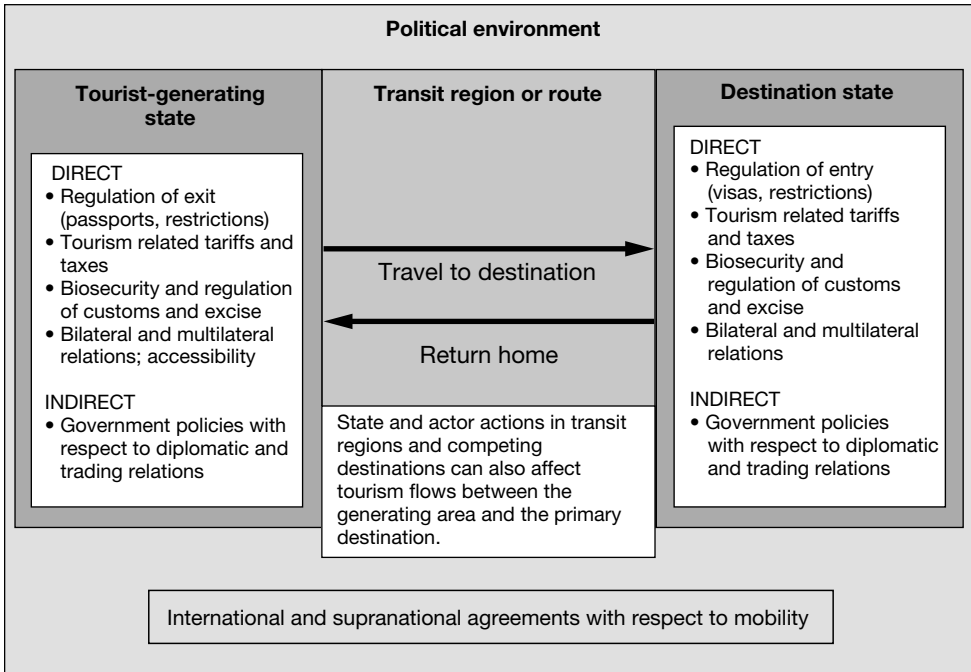 Political environment
Tourist-generating
state
DIRECT
• Regulation of exit
(passports, restrictions)
• Tourism related tariffs and
taxes
• Biosecurity and regulation
of customs and excise
• Bilateral and multilateral
relations; accessibility
INDIRECT
• Government policies with
respect to diplomatic and
trading relations
Transit region or route
Travel to destination
Return home
State and actor actions in transit
regions and competing
destinations can also affect
tourism flows between the
generating area and the primary
destination.
Destination state
DIRECT
• Regulation of entry
(visas, restrictions)
• Tourism related tariffs
and taxes
• Biosecurity and
regulation of customs
and excise
• Bilateral and multilateral
relations
INDIRECT
• Government policies
with respect to diplomatic
and trading relations
International and supranational agreements with respect to mobility